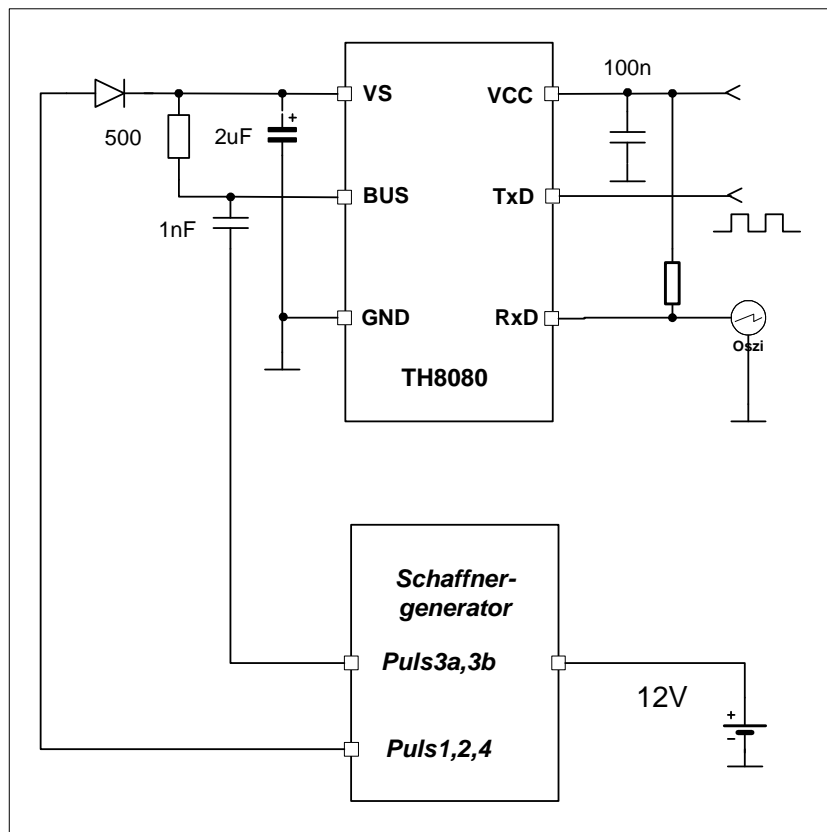 100n
VS
VCC
500
2uF
+
BUS
TxD
1nF
GND
RxD
Oszi
TH8080
Schaffner-
generator
Puls3a,3b
12V
+
Puls1,2,4
–